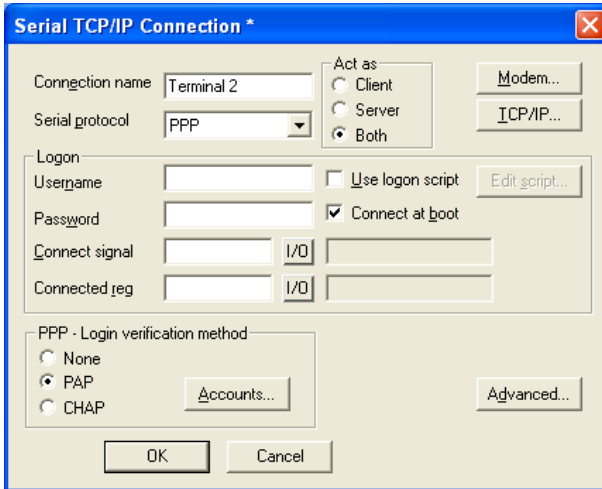 Serial TCP/IP Connection *
Connection name Terminal 2
Serial protocol PPP
Act as
Client
Server
Both
Modem...
TCP/IP...
Logon
Username
Use logon script
Edit script...
Password
Connect at boot
Connect signal I/O
Connected reg I/O
PPP - Login verification method
None
PAP
CHAP
Accounts...
Advanced...
OK Cancel